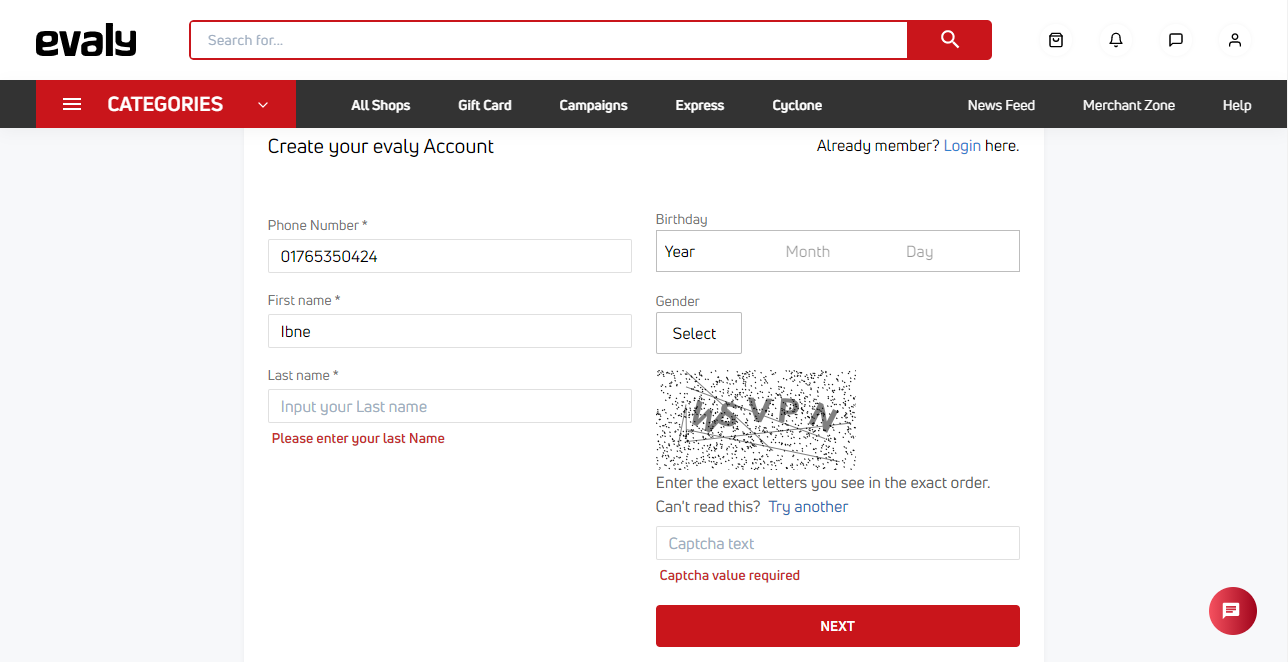 evaly
Search for...
CATEGORIES
All Shops Gift Card Campaigns Express Cyclone News Feed Merchant Zone Help
Create your evaly Account
Already member? Login here.
Phone Number *
01765350424
First name *
Ibne
Last name *
Input your Last name
Please enter your last Name
Birthday
Year Month Day
Gender
Select
Enter the exact letters you see in the exact order.
Can't read this? Try another
Captcha text
Captcha value required
NEXT